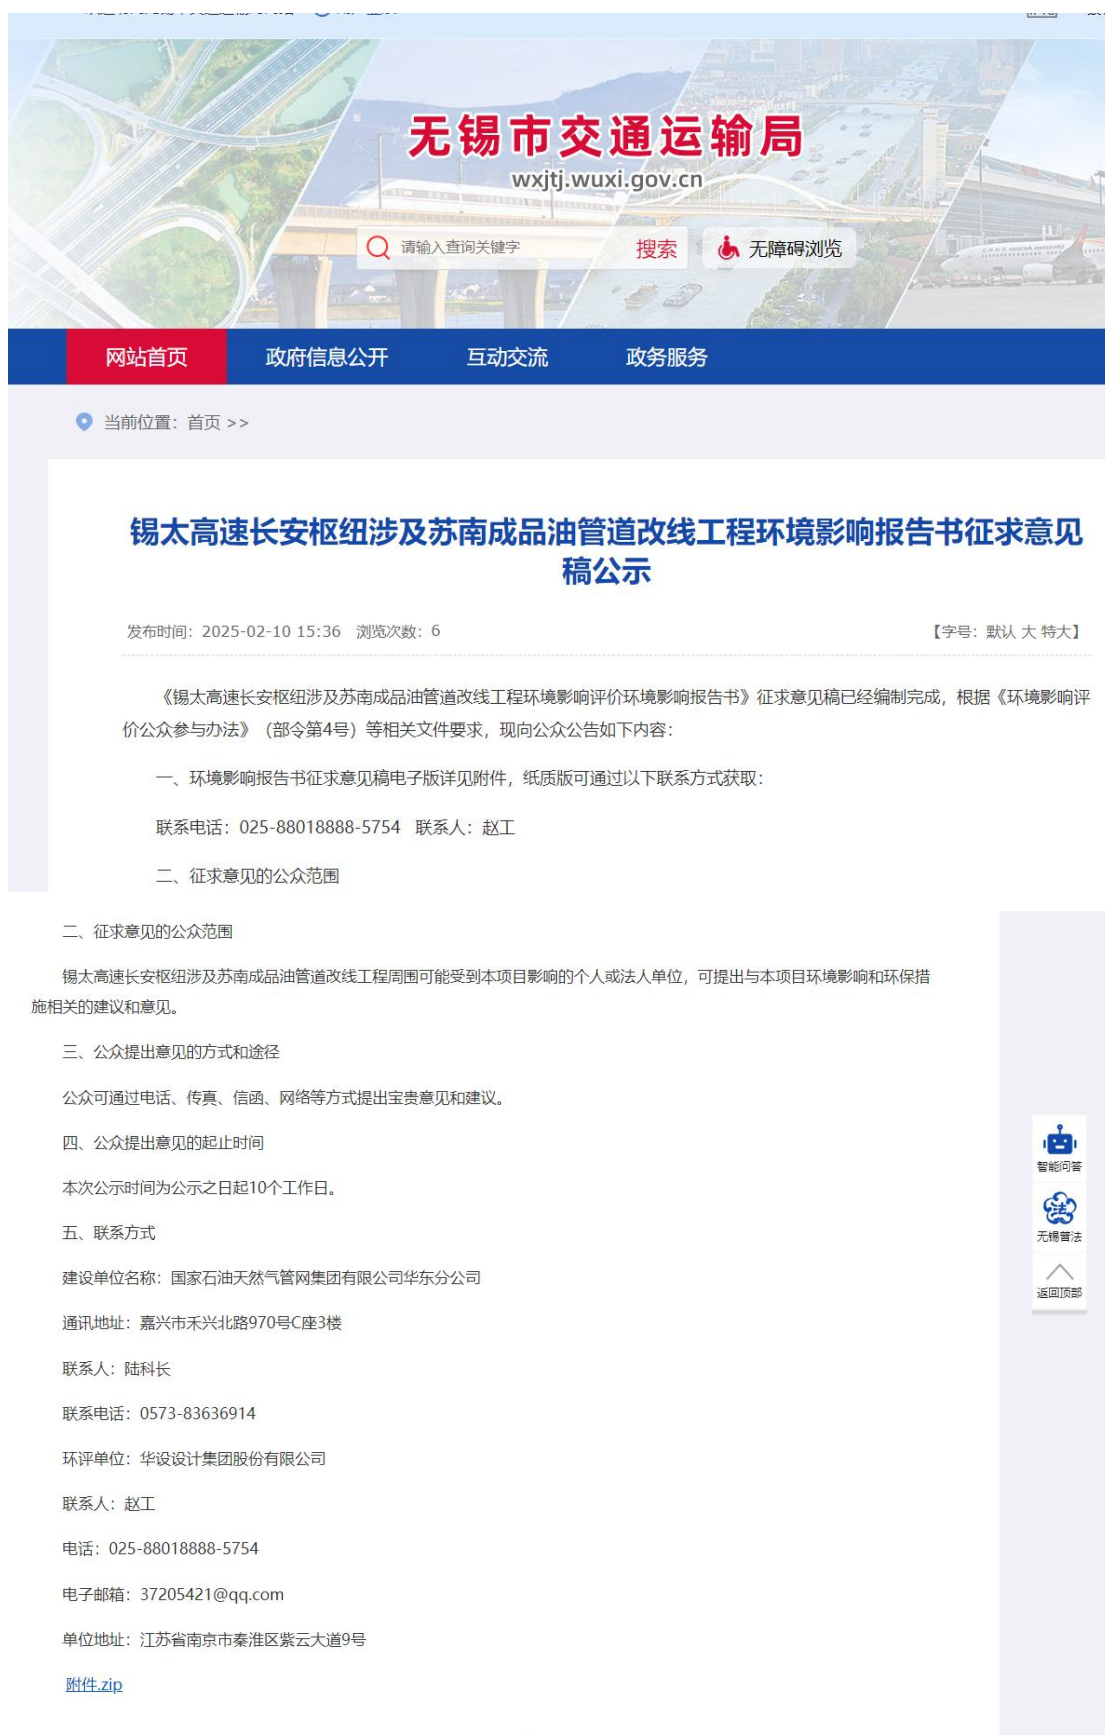 无锡市交通运输局
wxjtj.wuxi.gov.cn
请输入查询关键字 搜索 无障碍浏览
网站首页 政府信息公开 互动交流 政务服务
当前位置：首页 >>
锡太高速长安枢纽涉及苏南成品油管道改线工程环境影响报告书征求意见
稿公示
发布时间：2025-02-10 15:36 浏览次数：6 【字号：默认 大 特大】
《锡太高速长安枢纽涉及苏南成品油管道改线工程环境影响评价环境影响报告书》征求意见稿已经编制完成，根据《环境影响评
价公众参与办法》（部令第4号）等相关文件要求，现向公众公告如下内容：
一、环境影响报告书征求意见稿电子版详见附件，纸质版可通过以下联系方式获取：
联系电话：025-88018888-5754 联系人：赵工
二、征求意见的公众范围
二、征求意见的公众范围
锡太高速长安枢纽涉及苏南成品油管道改线工程周围可能受到本项目影响的个人或法人单位，可提出与本项目环境影响和环保措
施相关的建议和意见。
三、公众提出意见的方式和途径
公众可通过电话、传真、信函、网络等方式提出宝贵意见和建议。
四、公众提出意见的起止时间
智能问答
本次公示时间为公示之日起10个工作日。
五、联系方式
无锡普法
建设单位名称：国家石油天然气管网集团有限公司华东分公司
返回顶部
通讯地址：嘉兴市禾兴北路970号C座3楼
联系人：陆科长
联系电话：0573-83636914
环评单位：华设设计集团股份有限公司
联系人：赵工
电话：025-88018888-5754
电子邮箱：37205421@qq.com
单位地址：江苏省南京市秦淮区紫云大道9号
附件.zip